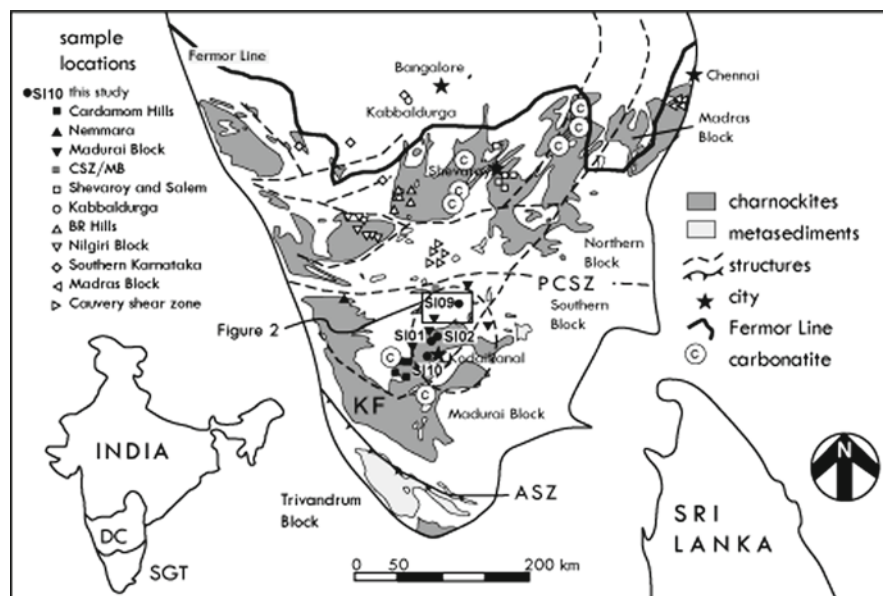 sample
locations
SI10 this study
Cardamom Hills
Nemmara
Madurai Block
CSZ/MB
Shevaroy and Salem
Kabbaldurga
BR Hills
Nilgiri Block
Southern Karnataka
Madras Block
Cauvery shear zone
Fermor Line
Bangalore
Kabbaldurga
Chennai
Madras
Block
Shevaroy
C
C
C
C
C
C
charnockites
metasediments
structures
city
Fermor Line
C carbonatite
Northern
Block
PCSZ
Southern
Block
Figure 2
SI09
SI01
SI02
C
Kodaikanal
SI10
C
KF
Madurai Block
ASZ
Trivandrum
Block
INDIA
DC
SGT
SRI
LANKA
N
0 50 200 km